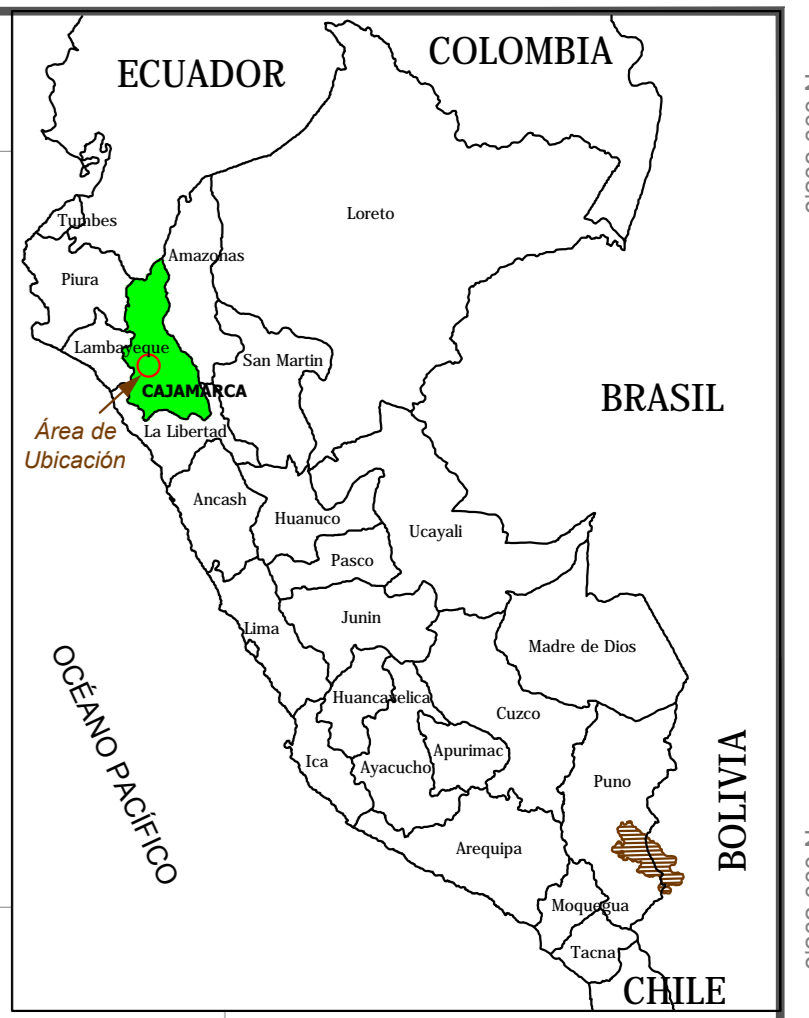 ECUADOR
COLOMBIA
Tumbes
Loreto
Amazonas
Piura
Lambayeque
San Martin
CAJAMARCA
BRASIL
Área de
Ubicación
La Libertad
Ancash
Huanuco
Ucayali
Pasco
Junin
Lima
Madre de Dios
OCÉANO PACÍFICO
Huancavelica
Cuzco
Ica
Ayacucho
Apurimac
Puno
BOLIVIA
Arequipa
Moquegua
Tacna
CHILE